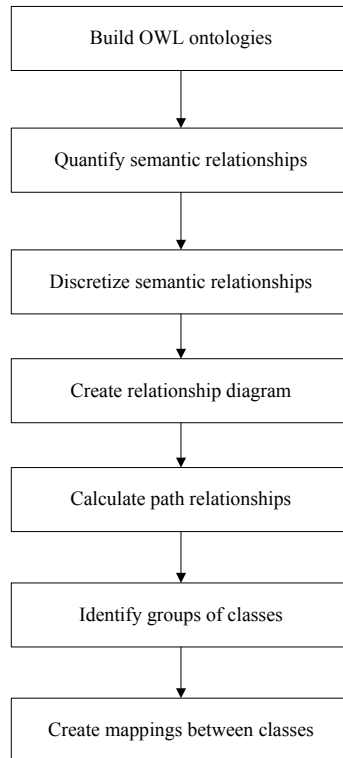 Build OWL ontologies
Quantify semantic relationships
Discretize semantic relationships
Create relationship diagram
Calculate path relationships
Identify groups of classes
Create mappings between classes